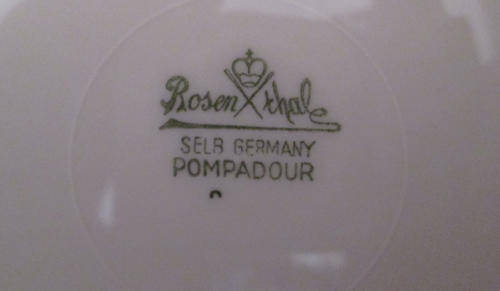 Rosenthal
SELB GERMANY
POMPADOUR